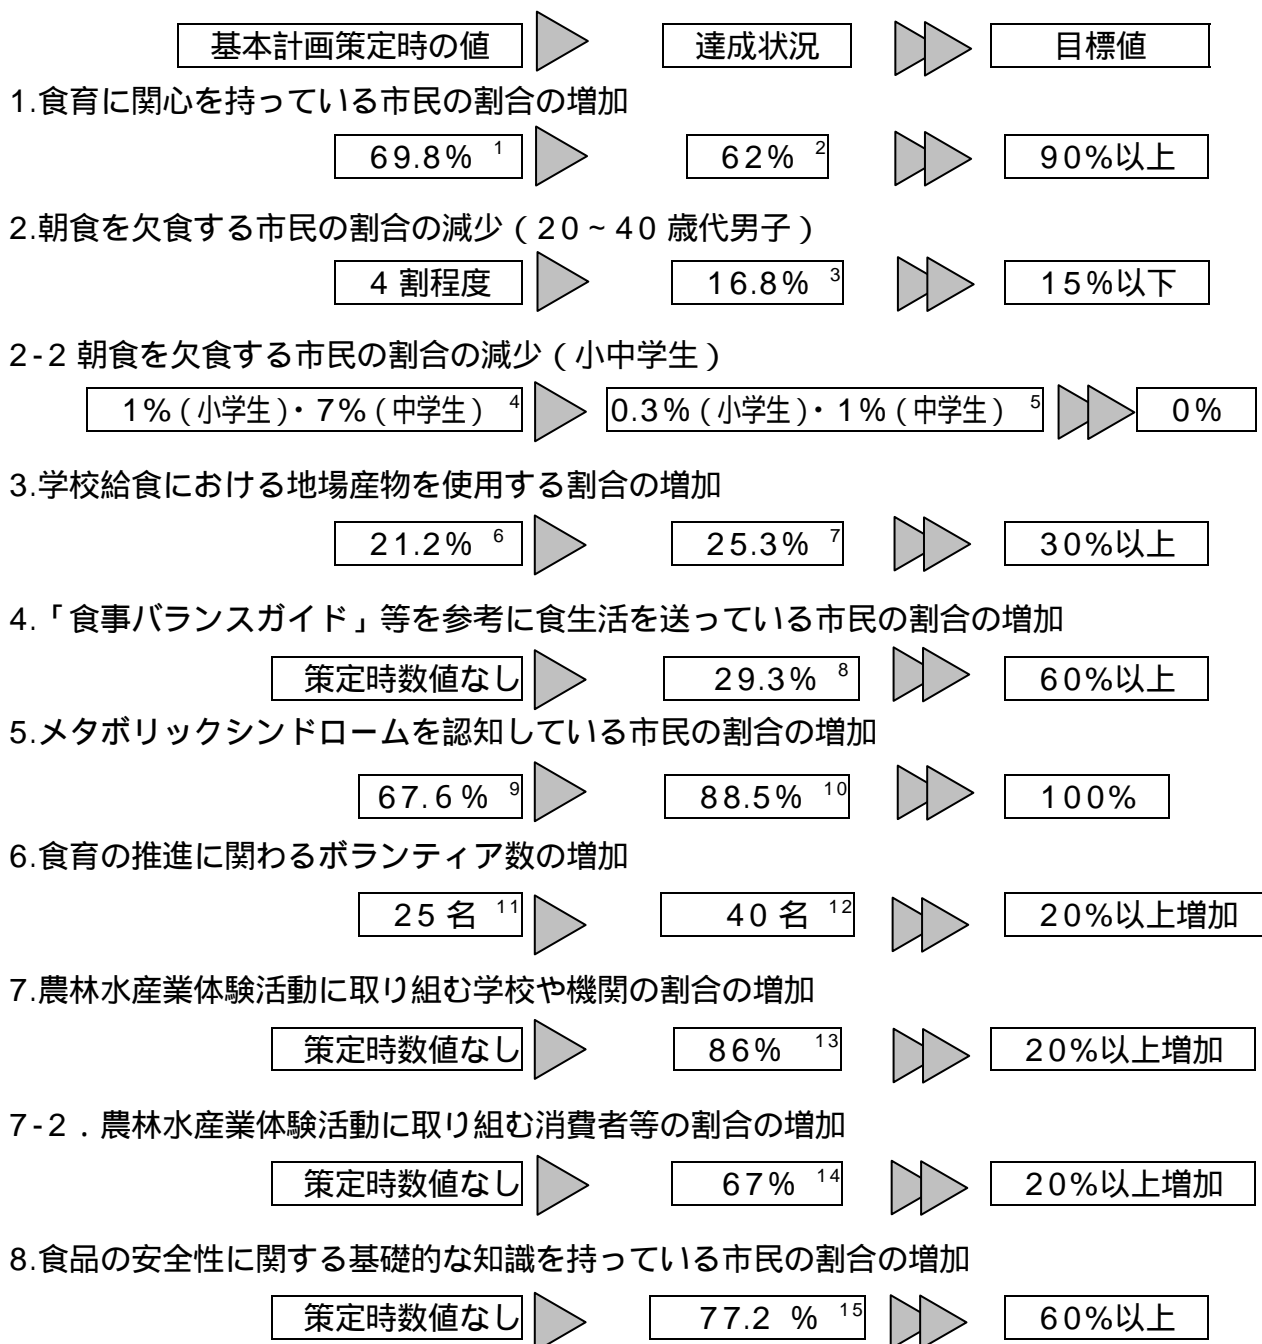 基本計画策定時の値 達成状況 目標値
1.食育に関心を持っている市民の割合の増加
69.8% 1 62% 2 90%以上
2.朝食を欠食する市民の割合の減少(20~40歳代男子)
4割程度 16.8% 3 15%以下
2-2 朝食を欠食する市民の割合の減少(小中学生)
1%(小学生)・7%(中学生) 4 0.3%(小学生)・1%(中学生) 5 0%
3.学校給食における地場産物を使用する割合の増加
21.2% 6 25.3% 7 30%以上
4.「食事バランスガイド」等を参考に食生活を送っている市民の割合の増加
策定時数値なし 29.3% 8 60%以上
5.メタボリックシンドロームを認知している市民の割合の増加
67.6% 9 88.5% 10 100%
6.食育の推進に関わるボランティア数の増加
25名 11 40名 12 20%以上増加
7.農林水産業体験活動に取り組む学校や機関の割合の増加
策定時数値なし 86% 13 20%以上増加
7-2.農林水産業体験活動に取り組む消費者等の割合の増加
策定時数値なし 67% 14 20%以上増加
8.食品の安全性に関する基礎的な知識を持っている市民の割合の増加
策定時数値なし 77.2 % 15 60%以上